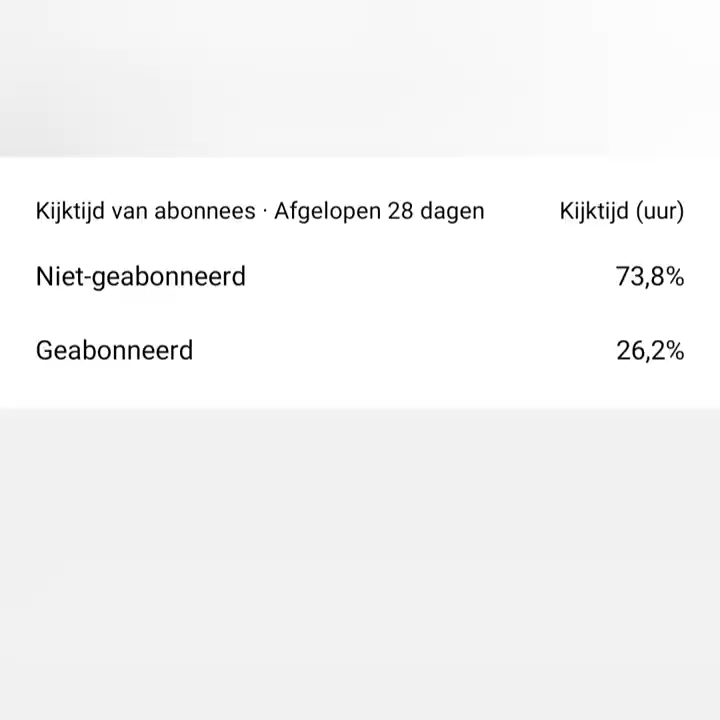 Kijktijd van abonnees · Afgelopen 28 dagen Kijktijd (uur)
Niet-geabonneerd 73,8%
Geabonneerd 26,2%